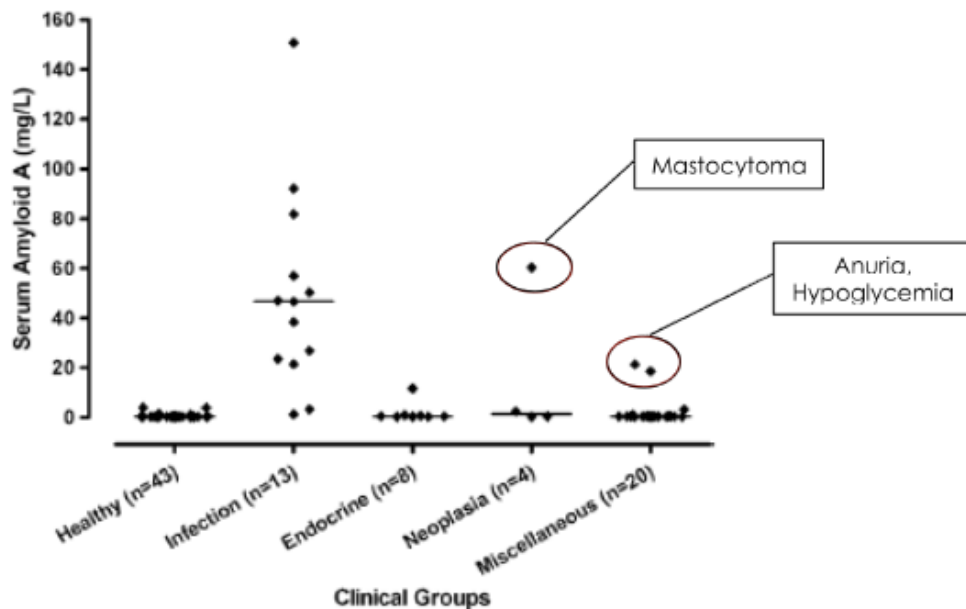 160
140
120
100
80
60
40
20
0
Serum Amyloid A (mg/L)
Mastocytoma
Anuria,
Hypoglycemia
Healthy (n=43)
Infection (n=13)
Endocrine (n=8)
Neoplasia (n=4)
Miscellaneous (n=20)
Clinical Groups